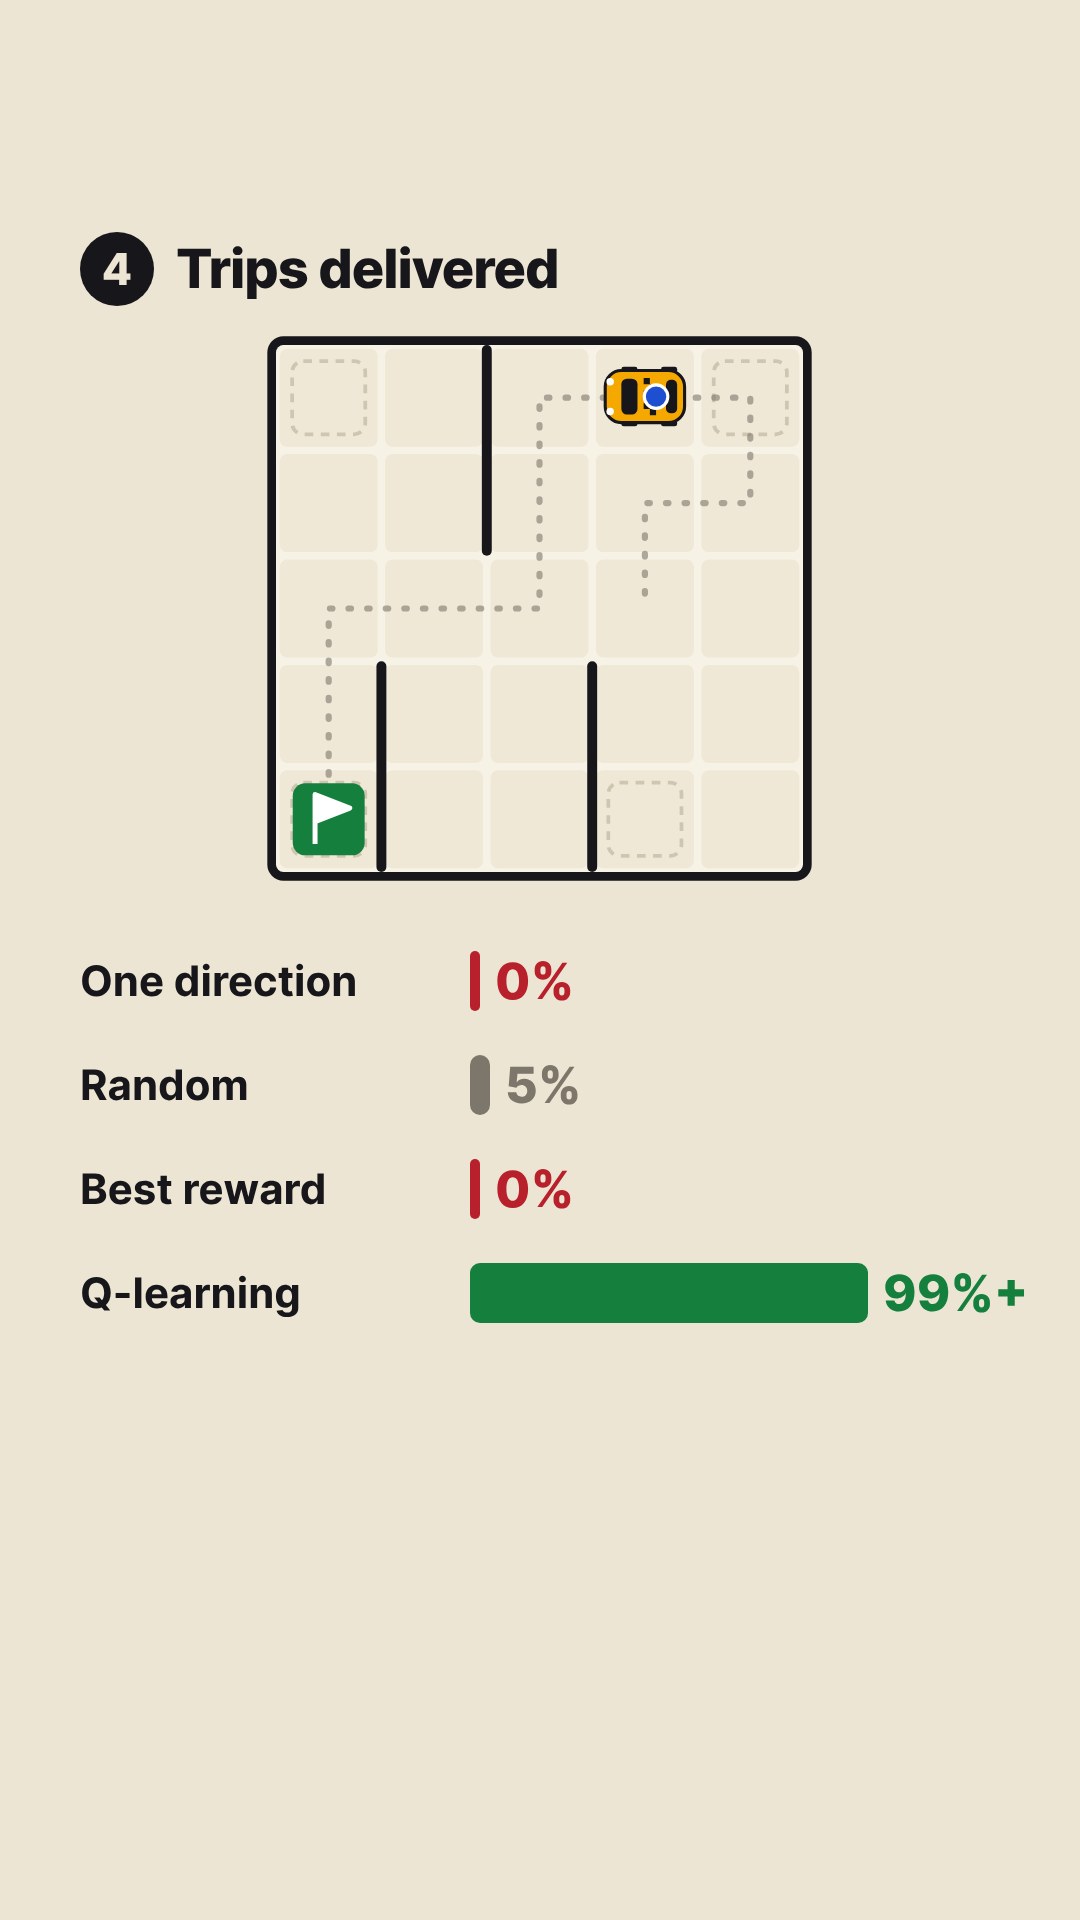 4 Trips delivered
One direction 0%
Random 5%
Best reward 0%
Q-learning 99%+